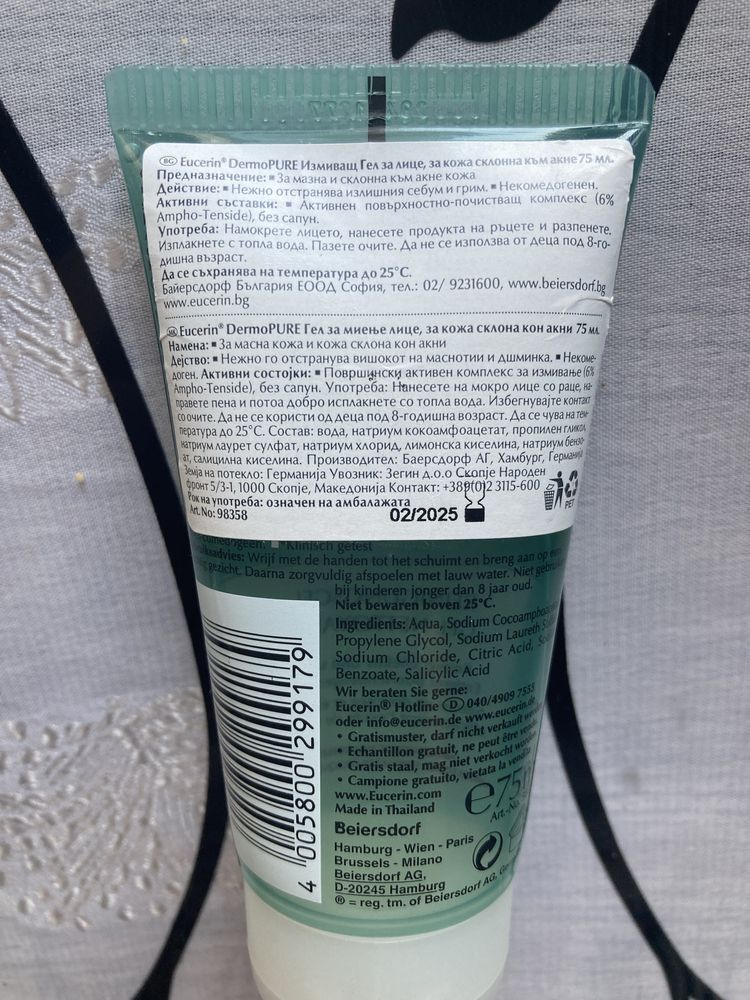 BG Eucerin® DermoPURE Измиващ Гел за лице, за кожа склонна към акне 75 мл.
Предназначение: ▪ За мазна и склонна към акне кожа
Действие: ▪ Нежно отстранява излишния себум и грим. ▪ Некомедогенен.
Активни съставки: ▪ Активнен повърхностно-почистващ комплекс (6%
Ampho-Tenside), без сапун.
Употреба: Намокрете лицето, нанесете продукта на ръцете и разпенете.
Изплакнете с топла вода. Пазете очите. Да не се използва от деца под 8-го-
дишна възраст.
Да се съхранява на температура до 25°C.
Байерсдорф България ЕООД София, тел.: 02/ 9231600, www.beiersdorf.bg
www.eucerin.bg
Eucerin® DermoPURE Гел за миење лице, за кожа склона кон акни 75 мл.
Намена: ▪ За масна кожа и кожа склона кон акни
Дејство: ▪ Нежно го отстранува вишокот на маснотии и дшминка. ▪ Некоме-
доген. Активни состојки: ▪ Површински активен комплекс за измивање (6%
Ampho-Tenside), без сапун. Употреба: Нанесете на мокро лице со раце, на-
правете пена и потоа добро исплакнете со топла вода. Избегнувајте контакт
со очите. Да не се користи од деца под 8-годишна возраст. Да се чува на тем-
пература до 25°C. Состав: вода, натриум кокоамфоацетат, пропилен гликол,
натриум лаурет сулфат, натриум хлорид, лимонска киселина, натриум бензо-
ат, салицилна киселина. Производител: Баерсдорф АГ, Хамбург, Германија
Земја на потекло: Германија Увозник: Зегин д.о.о Скопје Народен
фронт 5/3-1, 1000 Скопје, Македонија Контакт: +389(0)2 3115-600
Рок на употреба: означен на амбалажата
Art. No: 98358
02/2025
PET
▪ Klinisch getest
Wrijf met de handen tot het schuimt en breng aan op
gezicht. Daarna zorgvuldig afspoelen met lauw water. Niet
bij kinderen jonger dan 8 jaar oud.
Niet bewaren boven 25°C.
Ingredients: Aqua, Sodium
Propylene Glycol, Sodium Laureth
Sodium Chloride, Citric Acid,
Benzoate, Salicylic Acid
Wir beraten Sie gerne:
Eucerin® Hotline D 040/4909 7555
oder info@eucerin.de www.eucerin.de
• Gratismuster, darf nicht verkauft
• Echantillon gratuit, ne peut être
• Gratis staal, mag niet verkocht
• Campione gratuito, vietata la
www.Eucerin.com
Made in Thailand
e 75
Art.-No.
Beiersdorf
Hamburg - Wien - Paris
Brussels - Milano
Beiersdorf AG,
D-20245 Hamburg
® = reg. tm. of Beiersdorf AG,
4 005800 299179